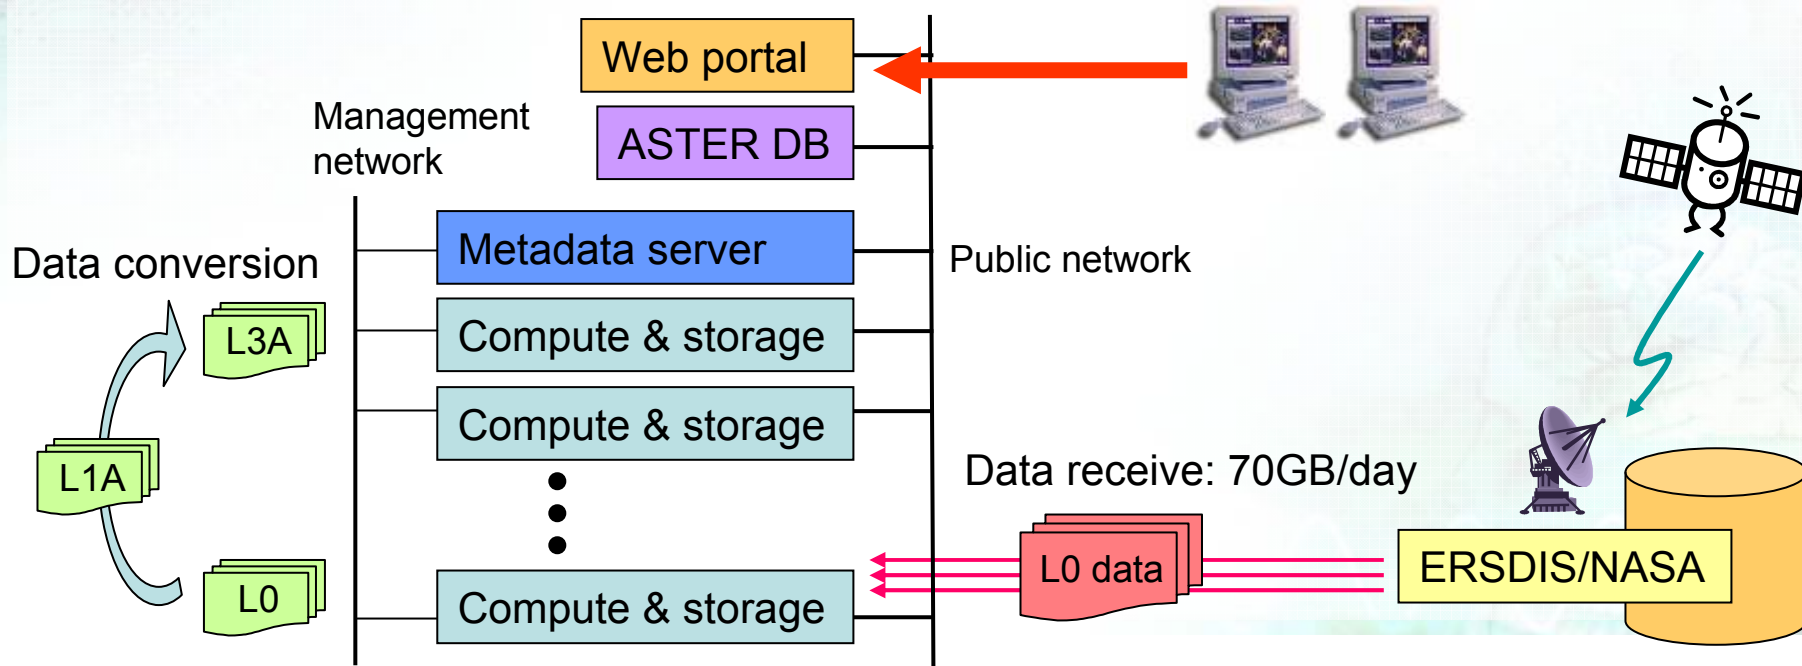 Web portal
ASTER DB
Management
network
Metadata server
Public network
Data conversion
Compute & storage
L3A
Compute & storage
L1A
Data receive: 70GB/day
L0 data
ERSDIS/NASA
L0
Compute & storage